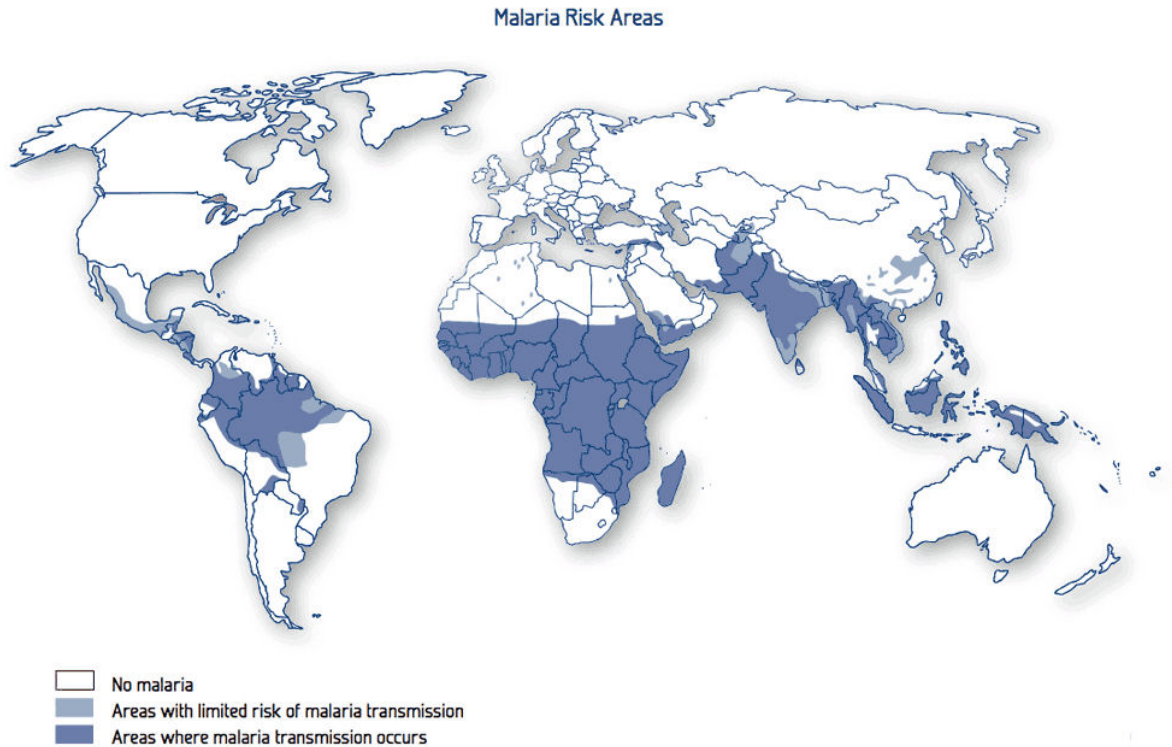 Malaria Risk Areas
No malaria
Areas with limited risk of malaria transmission
Areas where malaria transmission occurs